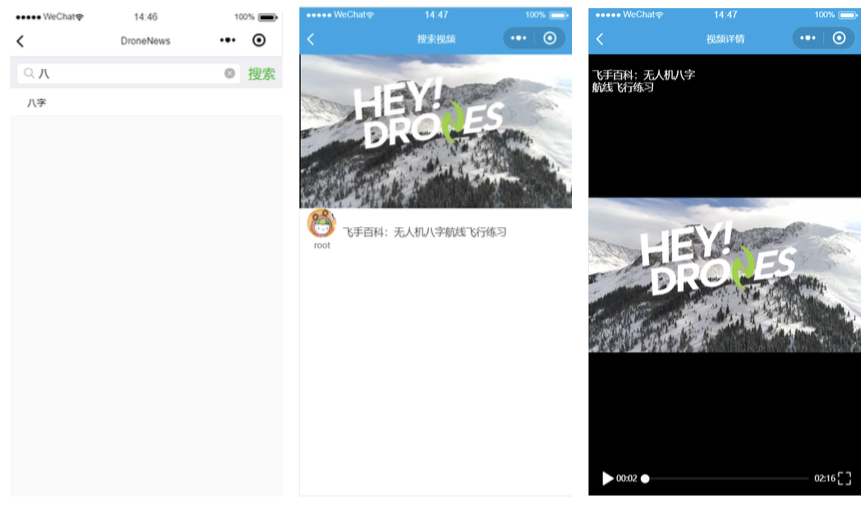 WeChat
14:46
100%
DroneNews
八
搜索
八字
WeChat
14:47
100%
搜索视频
HEY!
DRONES
root
飞手百科：无人机八字航线飞行练习
WeChat
14:47
100%
视频详情
飞手百科：无人机八字
航线飞行练习
HEY!
DRONES
00:02
02:16